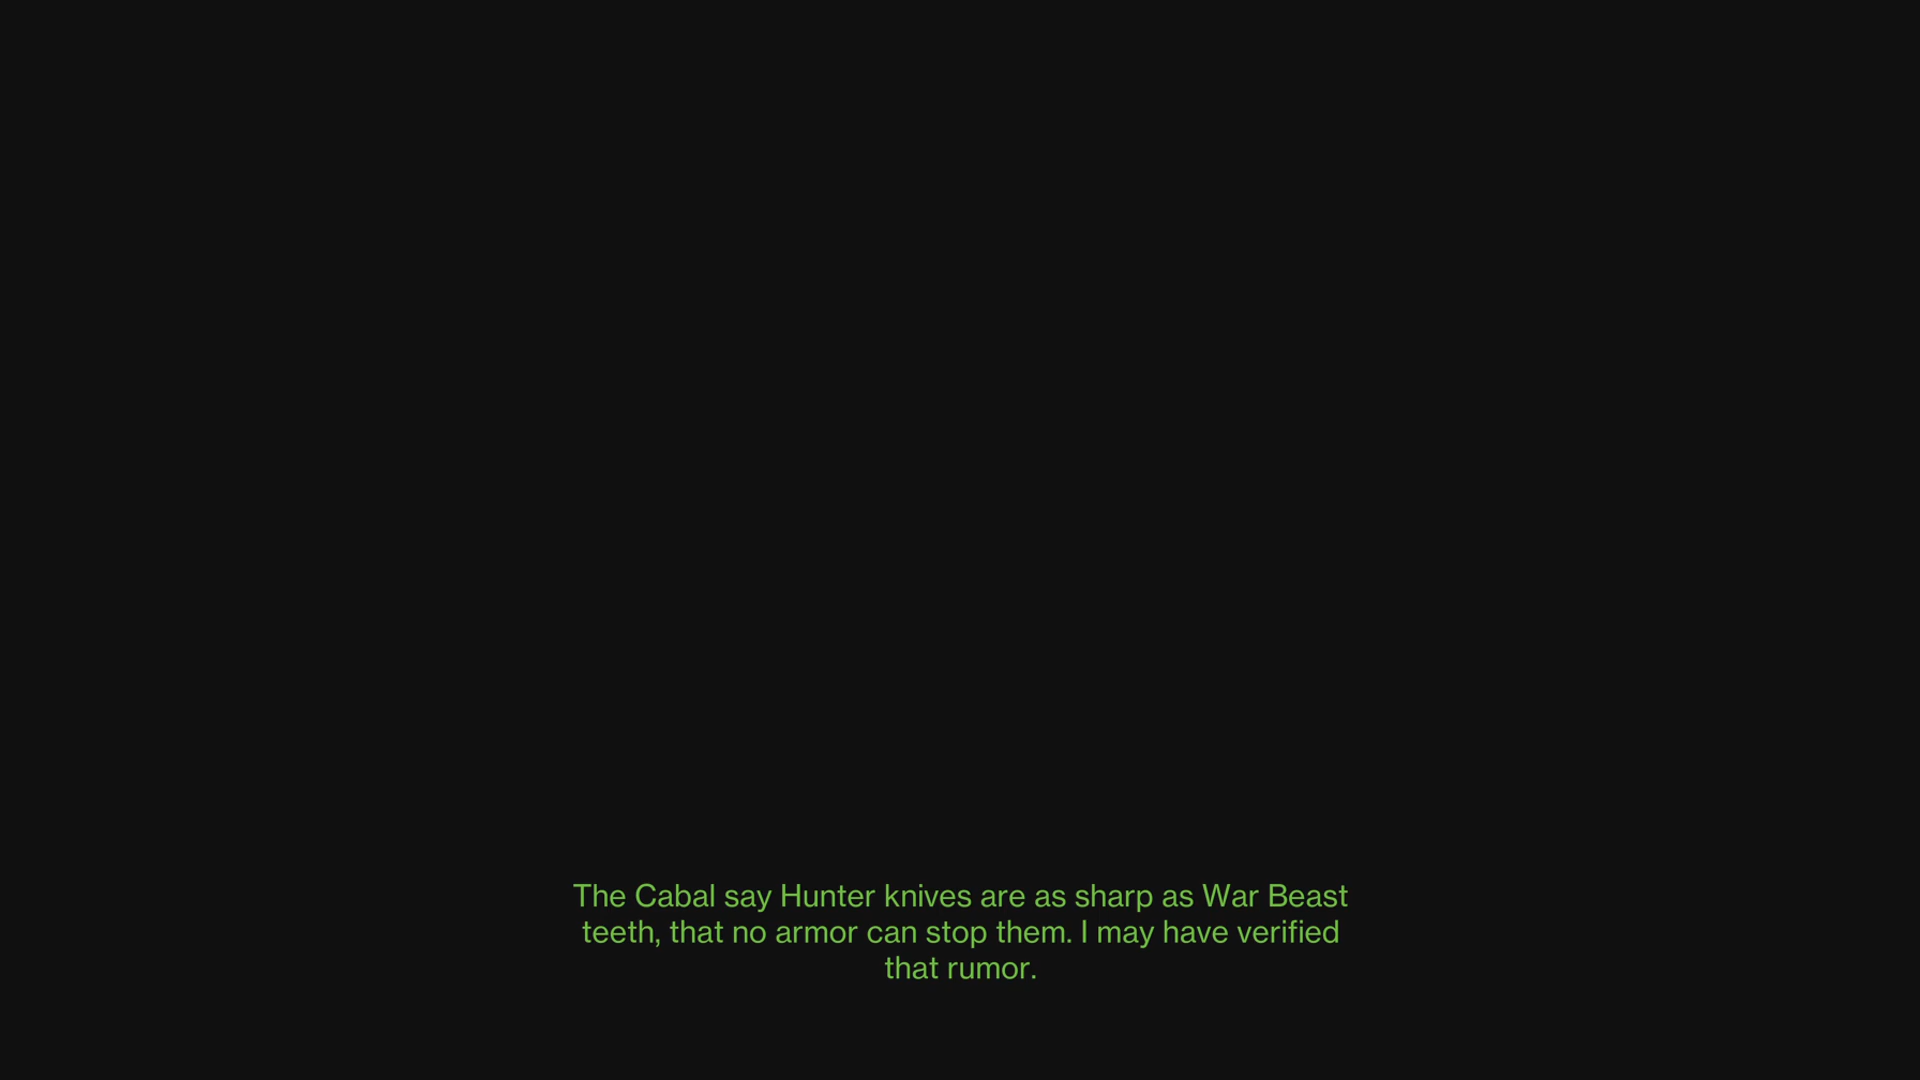 The Cabal say Hunter knives are as sharp as War Beast
teeth, that no armor can stop them. I may have verified
that rumor.